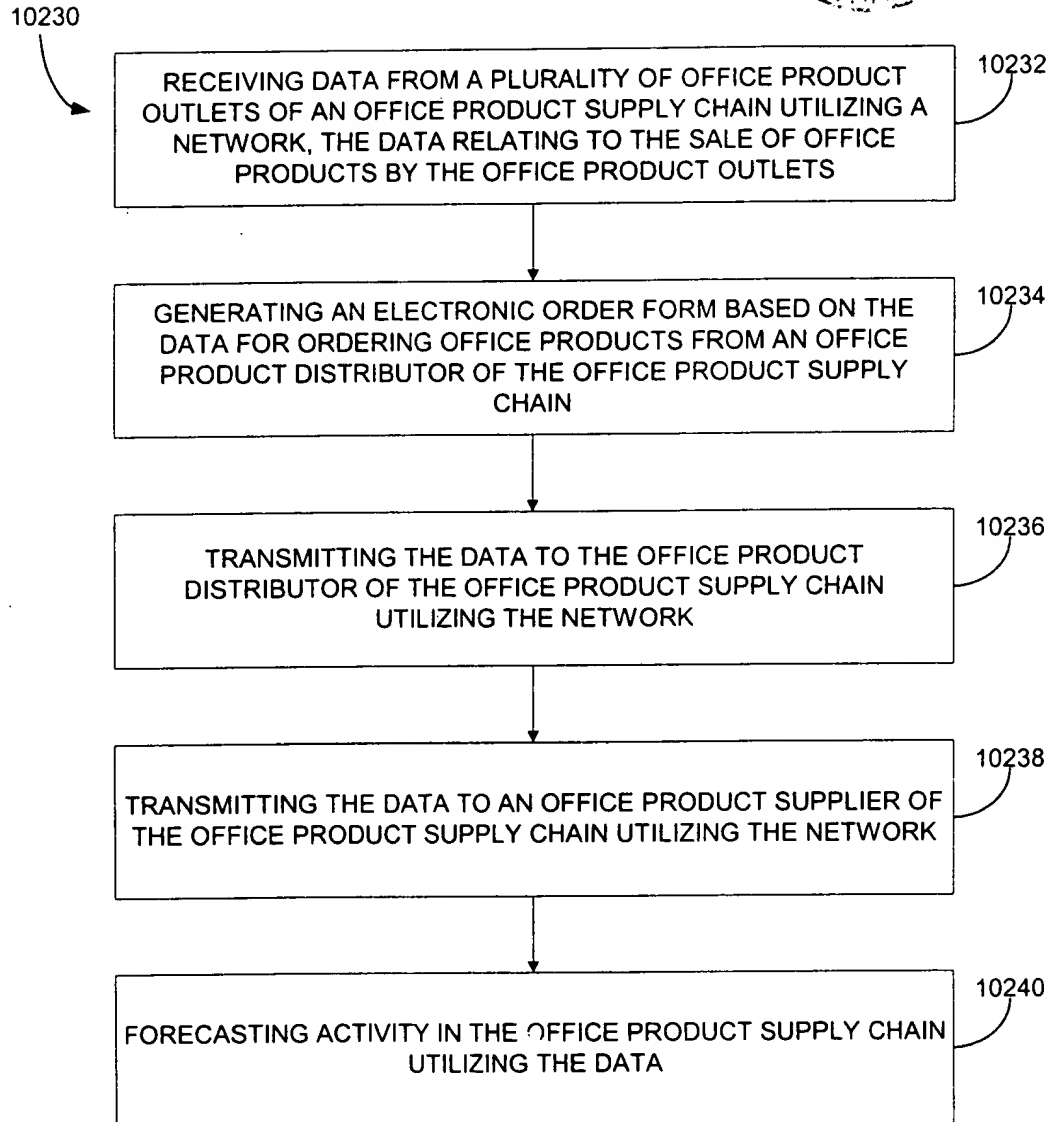 10230
RECEIVING DATA FROM A PLURALITY OF OFFICE PRODUCT
OUTLETS OF AN OFFICE PRODUCT SUPPLY CHAIN UTILIZING A
NETWORK, THE DATA RELATING TO THE SALE OF OFFICE
PRODUCTS BY THE OFFICE PRODUCT OUTLETS
10232
GENERATING AN ELECTRONIC ORDER FORM BASED ON THE
DATA FOR ORDERING OFFICE PRODUCTS FROM AN OFFICE
PRODUCT DISTRIBUTOR OF THE OFFICE PRODUCT SUPPLY
CHAIN
10234
TRANSMITTING THE DATA TO THE OFFICE PRODUCT
DISTRIBUTOR OF THE OFFICE PRODUCT SUPPLY CHAIN
UTILIZING THE NETWORK
10236
TRANSMITTING THE DATA TO AN OFFICE PRODUCT SUPPLIER OF
THE OFFICE PRODUCT SUPPLY CHAIN UTILIZING THE NETWORK
10238
FORECASTING ACTIVITY IN THE OFFICE PRODUCT SUPPLY CHAIN
UTILIZING THE DATA
10240